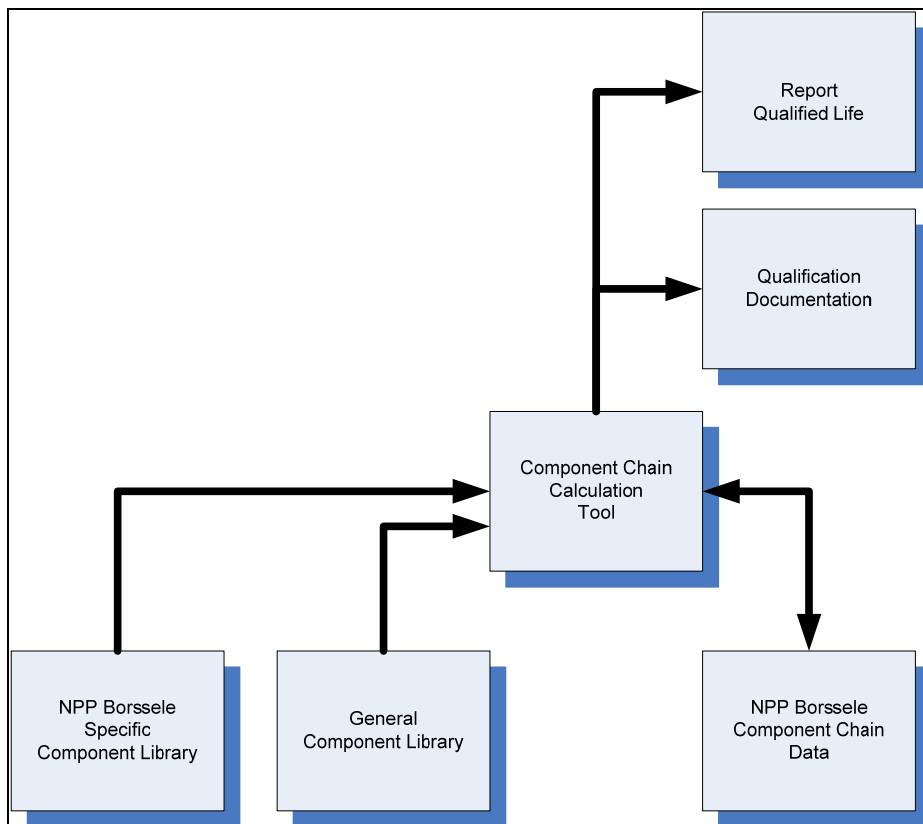 Report
Qualified Life
Qualification
Documentation
Component Chain
Calculation
Tool
NPP Borssele
Specific
Component Library
General
Component Library
NPP Borssele
Component Chain
Data